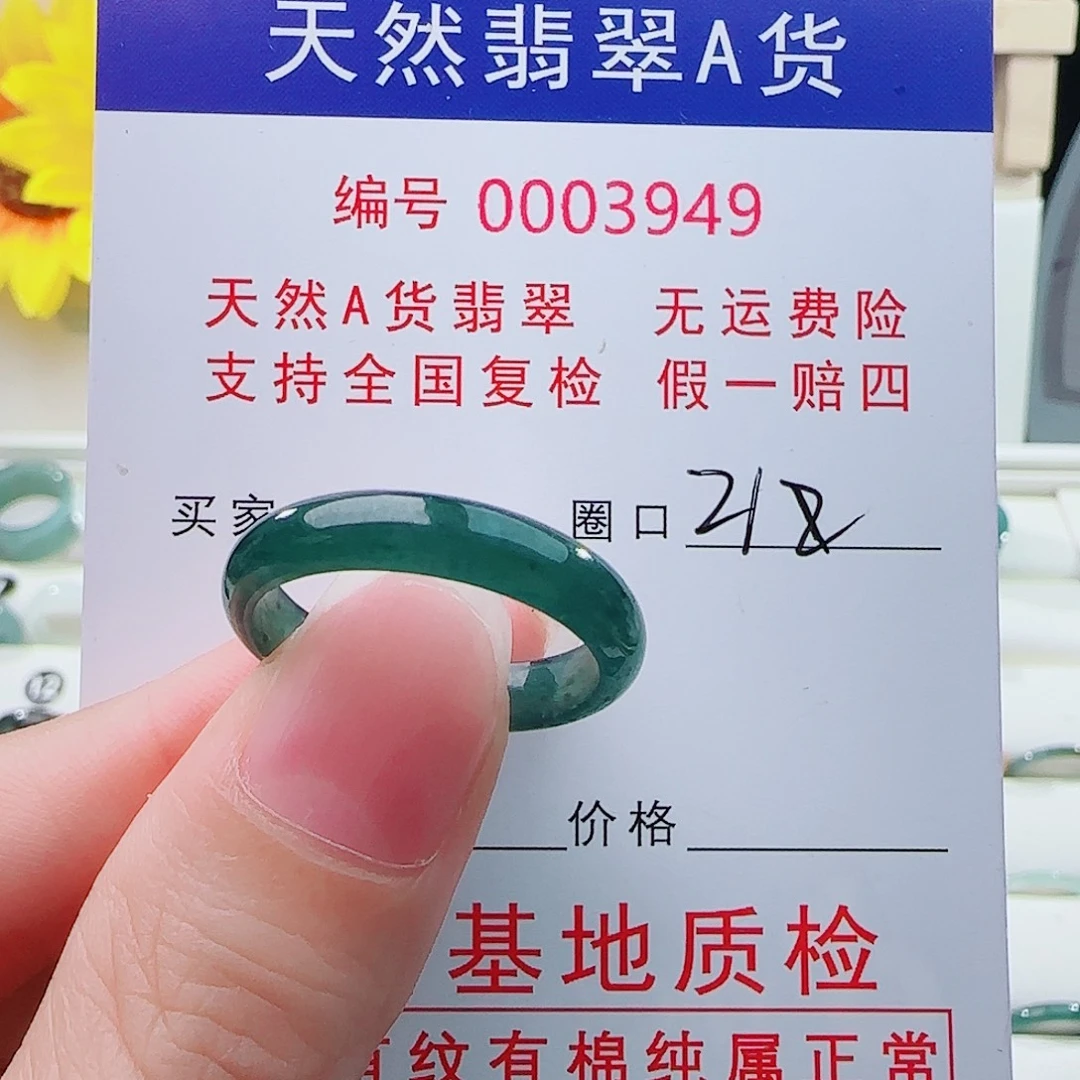 天然翡翠A货
编号 0003949
天然A货翡翠 无运费险
支持全国复检 假一赔四
买家 圈口 218
价格
基地质检
有纹有棉纯属正常
12